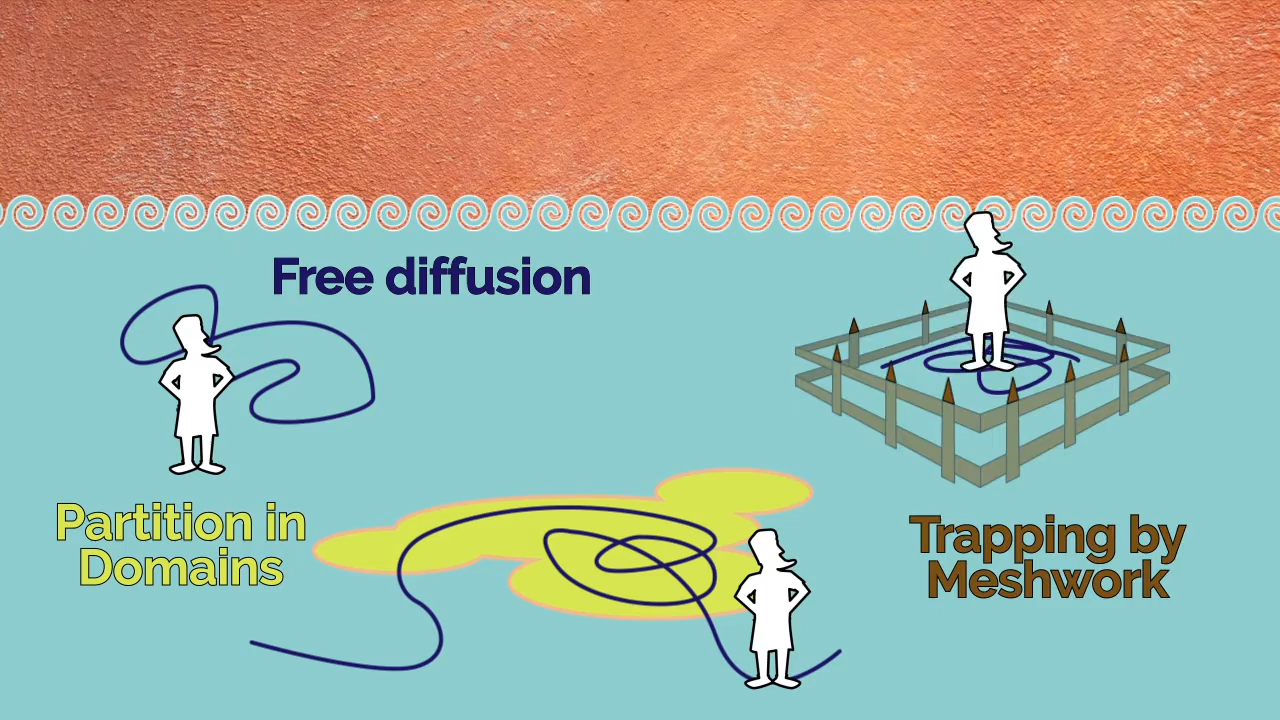 Free diffusion
Partition in
Domains
Trapping by
Meshwork